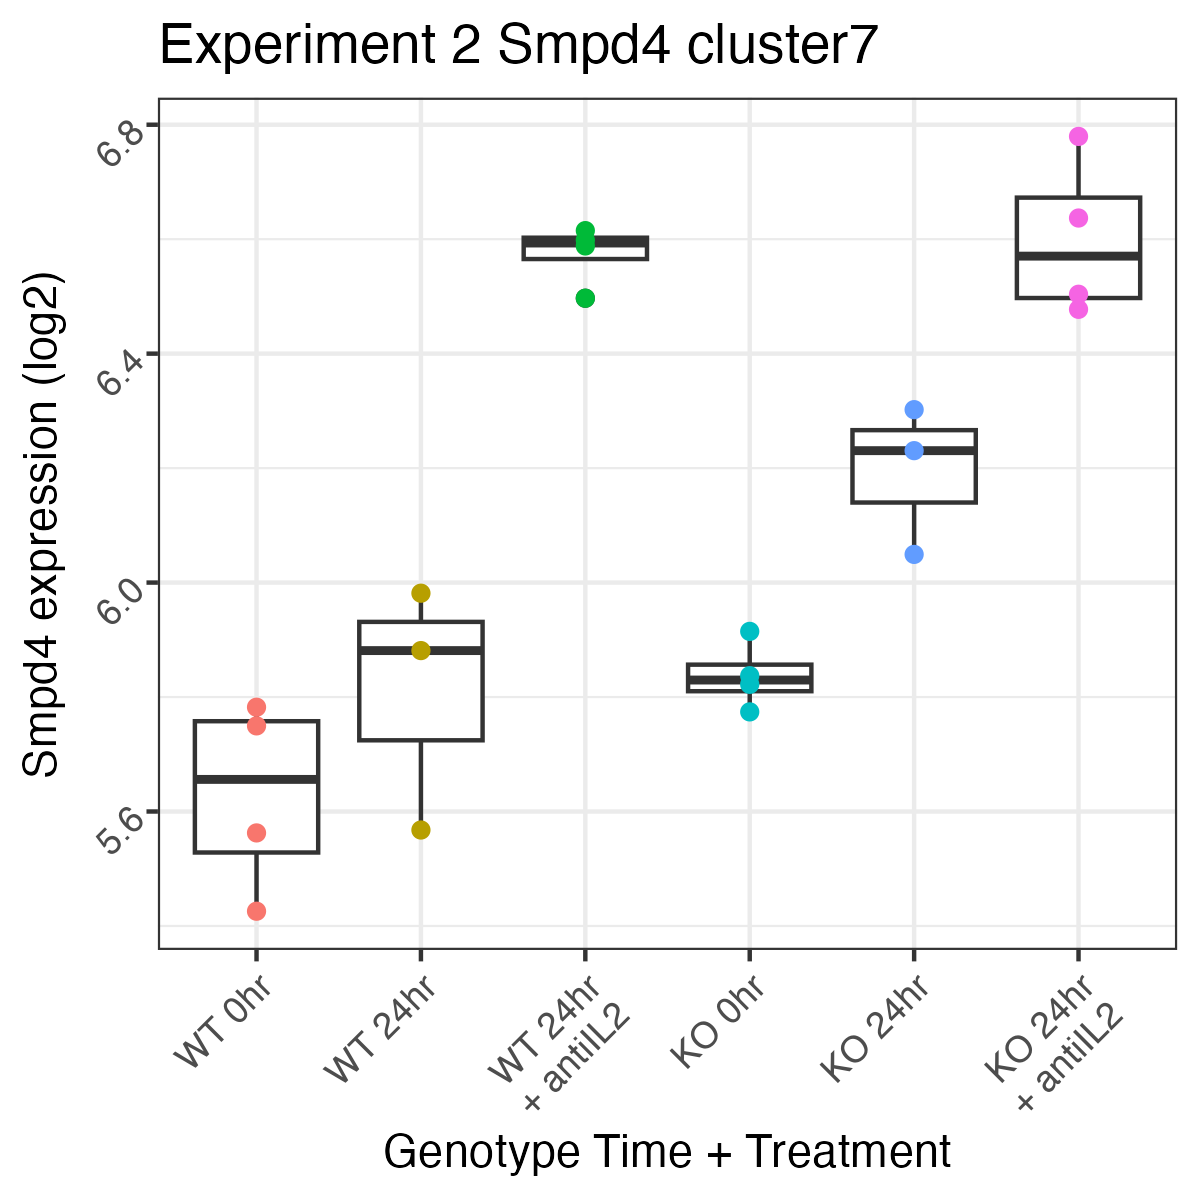 Experiment 2 Smpd4 cluster7
Smpd4 expression (log2)
6.8
6.4
6.0
5.6
WT 0hr
WT 24hr
WT 24hr
+ antiIL2
KO 0hr
KO 24hr
KO 24hr
+ antiIL2
Genotype Time + Treatment